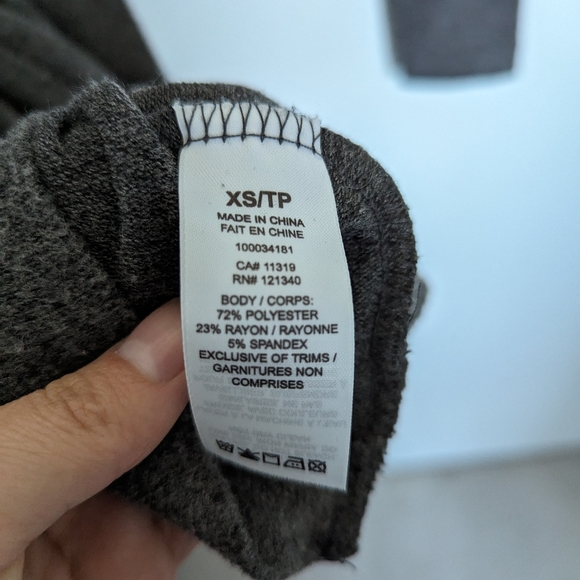 XS/TP
MADE IN CHINA
FAIT EN CHINE
100034181
CA# 11319
RN# 121340
BODY / CORPS:
72% POLYESTER
23% RAYON / RAYONNE
5% SPANDEX
EXCLUSIVE OF TRIMS /
GARNITURES NON
COMPRISES